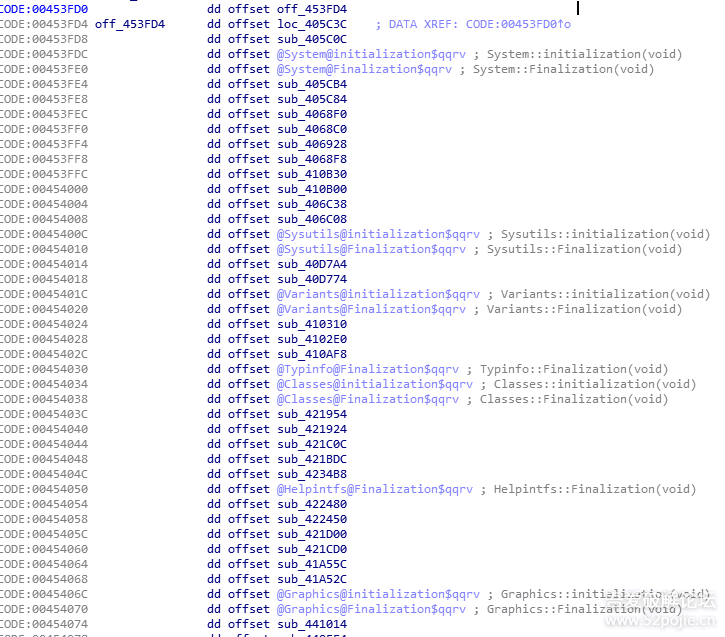 CODE:00453FD0 dd offset off_453FD4
CODE:00453FD4 off_453FD4 dd offset loc_405C3C ; DATA XREF: CODE:00453FD0↑o
CODE:00453FD8 dd offset sub_405C0C
CODE:00453FDC dd offset @System@initialization$qqrv ; System::initialization(void)
CODE:00453FE0 dd offset @System@Finalization$qqrv ; System::Finalization(void)
CODE:00453FE4 dd offset sub_405CB4
CODE:00453FE8 dd offset sub_405C84
CODE:00453FEC dd offset sub_4068F0
CODE:00453FF0 dd offset sub_4068C0
CODE:00453FF4 dd offset sub_406928
CODE:00453FF8 dd offset sub_4068F8
CODE:00453FFC dd offset sub_410B30
CODE:00454000 dd offset sub_410B00
CODE:00454004 dd offset sub_406C38
CODE:00454008 dd offset sub_406C08
CODE:0045400C dd offset @Sysutils@initialization$qqrv ; Sysutils::initialization(void)
CODE:00454010 dd offset @Sysutils@Finalization$qqrv ; Sysutils::Finalization(void)
CODE:00454014 dd offset sub_40D7A4
CODE:00454018 dd offset sub_40D774
CODE:0045401C dd offset @Variants@initialization$qqrv ; Variants::initialization(void)
CODE:00454020 dd offset @Variants@Finalization$qqrv ; Variants::Finalization(void)
CODE:00454024 dd offset sub_410310
CODE:00454028 dd offset sub_4102E0
CODE:0045402C dd offset sub_410AF8
CODE:00454030 dd offset @Typinfo@Finalization$qqrv ; Typinfo::Finalization(void)
CODE:00454034 dd offset @Classes@initialization$qqrv ; Classes::initialization(void)
CODE:00454038 dd offset @Classes@Finalization$qqrv ; Classes::Finalization(void)
CODE:0045403C dd offset sub_421954
CODE:00454040 dd offset sub_421924
CODE:00454044 dd offset sub_421C0C
CODE:00454048 dd offset sub_421BDC
CODE:0045404C dd offset sub_4234B8
CODE:00454050 dd offset @Helpintfs@Finalization$qqrv ; Helpintfs::Finalization(void)
CODE:00454054 dd offset sub_422480
CODE:00454058 dd offset sub_422450
CODE:0045405C dd offset sub_421D00
CODE:00454060 dd offset sub_421CD0
CODE:00454064 dd offset sub_41A55C
CODE:00454068 dd offset sub_41A52C
CODE:0045406C dd offset @Graphics@initialization$qqrv ; Graphics::initialization(void)
CODE:00454070 dd offset @Graphics@Finalization$qqrv ; Graphics::Finalization(void)
CODE:00454074 dd offset sub_441014
吾爱破解论坛
www.52pojie.cn